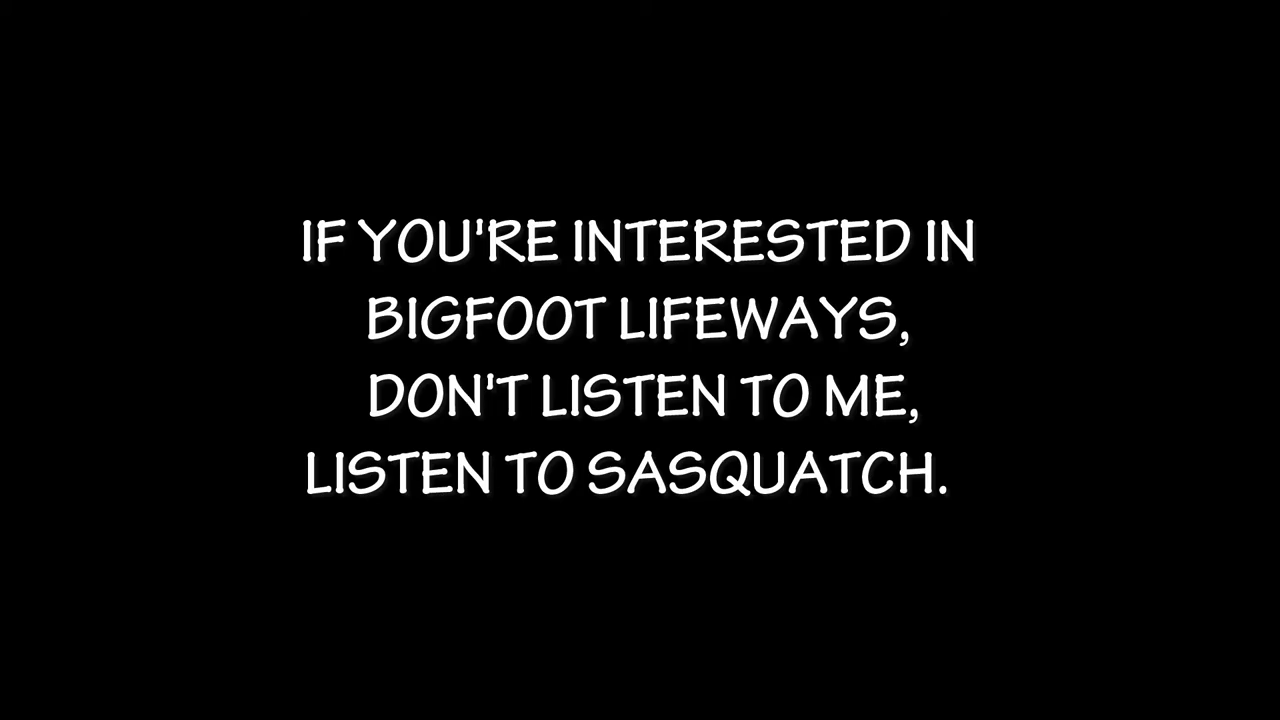 IF YOU'RE INTERESTED IN
BIGFOOT LIFEWAYS,
DON'T LISTEN TO ME,
LISTEN TO SASQUATCH.